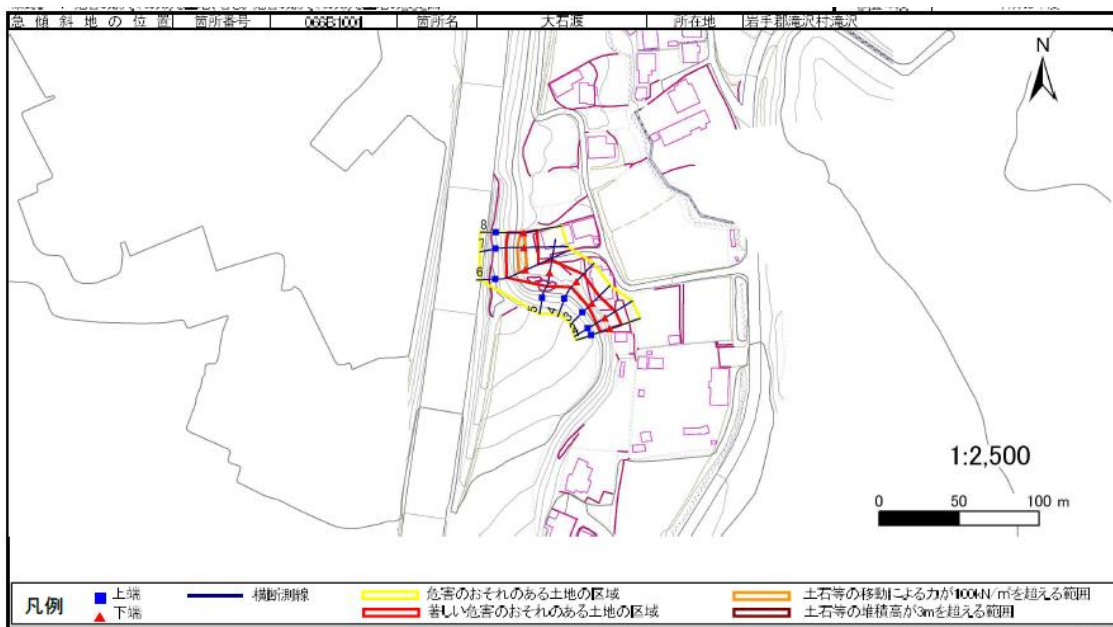 急傾斜地の位置 箇所番号 066B1001 箇所名 大石渡 所在地 岩手郡滝沢村滝沢
N
8
7
6
5
4
3
1:2,500
0 50 100 m
凡例
上端 横断測線 危害のおそれのある土地の区域 土石等の移動による力が100kN/㎡を超える範囲
下端 著しい危害のおそれのある土地の区域 土石等の堆積高が3mを超える範囲